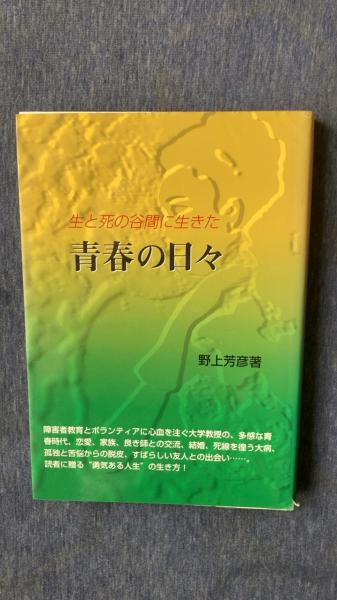 生と死の谷間に生きた
青春の日々
野上芳彦著
障害者教育とボランティアに心血を注ぐ大学教授の、多感な青
春時代、恋愛、家族、良き師との交流、結婚、死線を彷う大病、
孤独と苦悩からの脱皮、すばらしい友人との出会い……。
読者に贈る“勇気ある人生”の生き方！